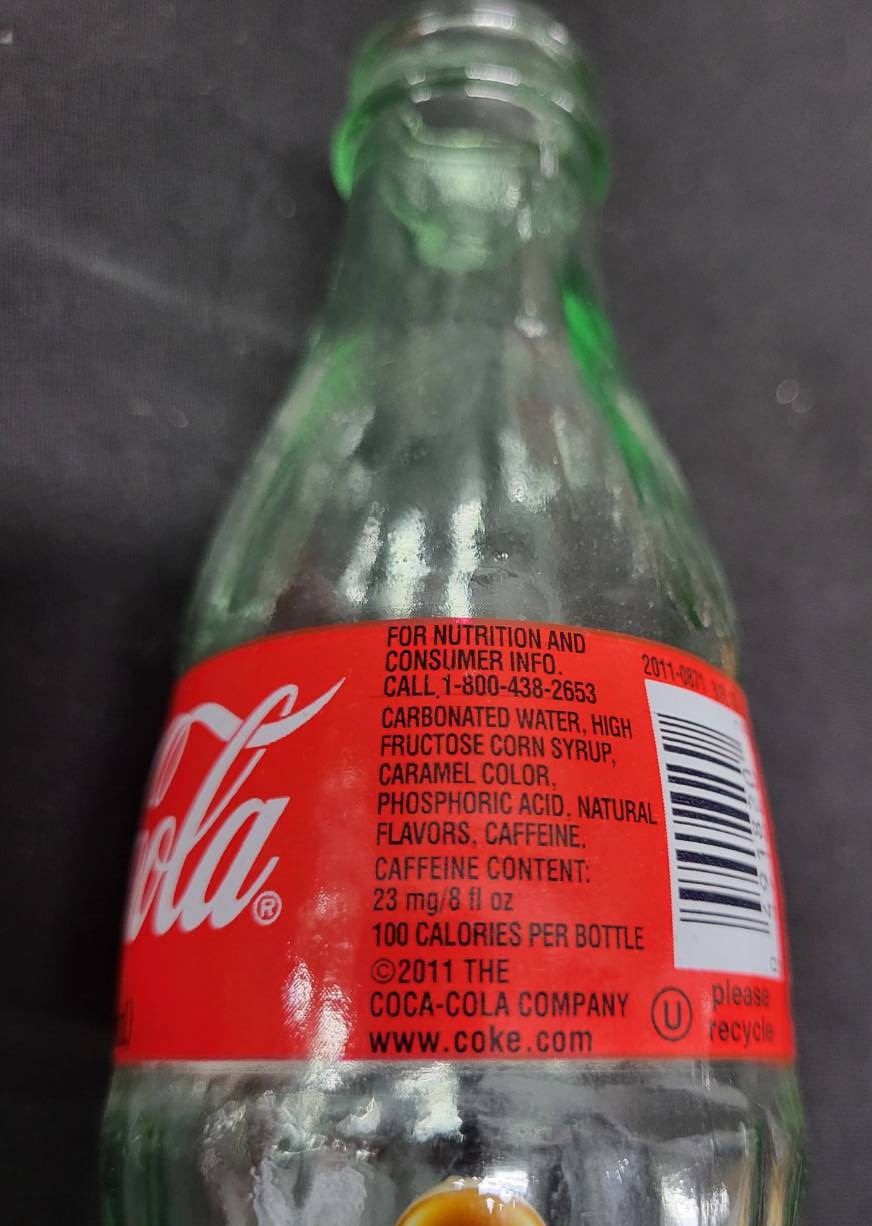 Cola®
FOR NUTRITION AND
CONSUMER INFO.
CALL 1-800-438-2653
CARBONATED WATER, HIGH
FRUCTOSE CORN SYRUP,
CARAMEL COLOR,
PHOSPHORIC ACID, NATURAL
FLAVORS, CAFFEINE.
CAFFEINE CONTENT:
23 mg/8 fl oz
100 CALORIES PER BOTTLE
©2011 THE
COCA-COLA COMPANY
www.coke.com
U
please
recycle